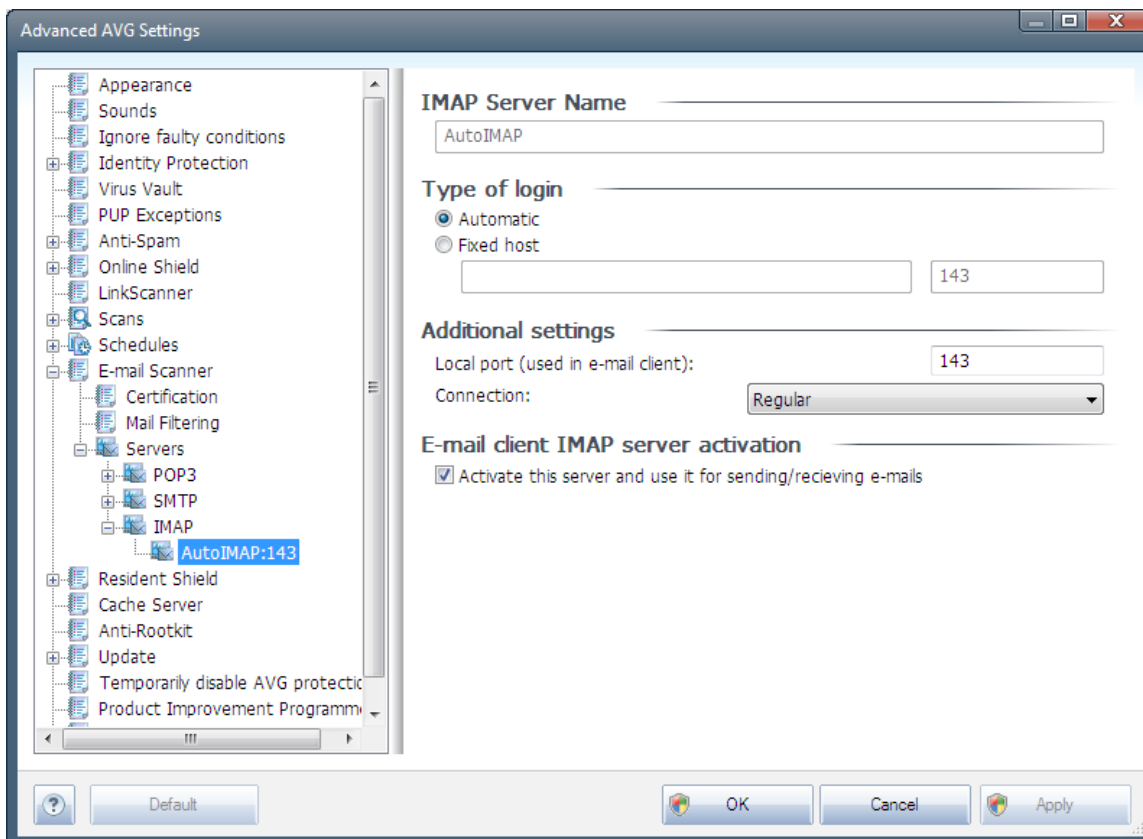 Advanced AVG Settings
Appearance
Sounds
Ignore faulty conditions
Identity Protection
Virus Vault
PUP Exceptions
Anti-Spam
Online Shield
LinkScanner
Scans
Schedules
E-mail Scanner
Certification
Mail Filtering
Servers
POP3
SMTP
IMAP
AutoIMAP:143
Resident Shield
Cache Server
Anti-Rootkit
Update
Temporarily disable AVG protectic
Product Improvement Programm
IMAP Server Name
AutoIMAP
Type of login
Automatic
Fixed host
143
Additional settings
Local port (used in e-mail client): 143
Connection: Regular
E-mail client IMAP server activation
Activate this server and use it for sending/recieving e-mails
? Default OK Cancel Apply